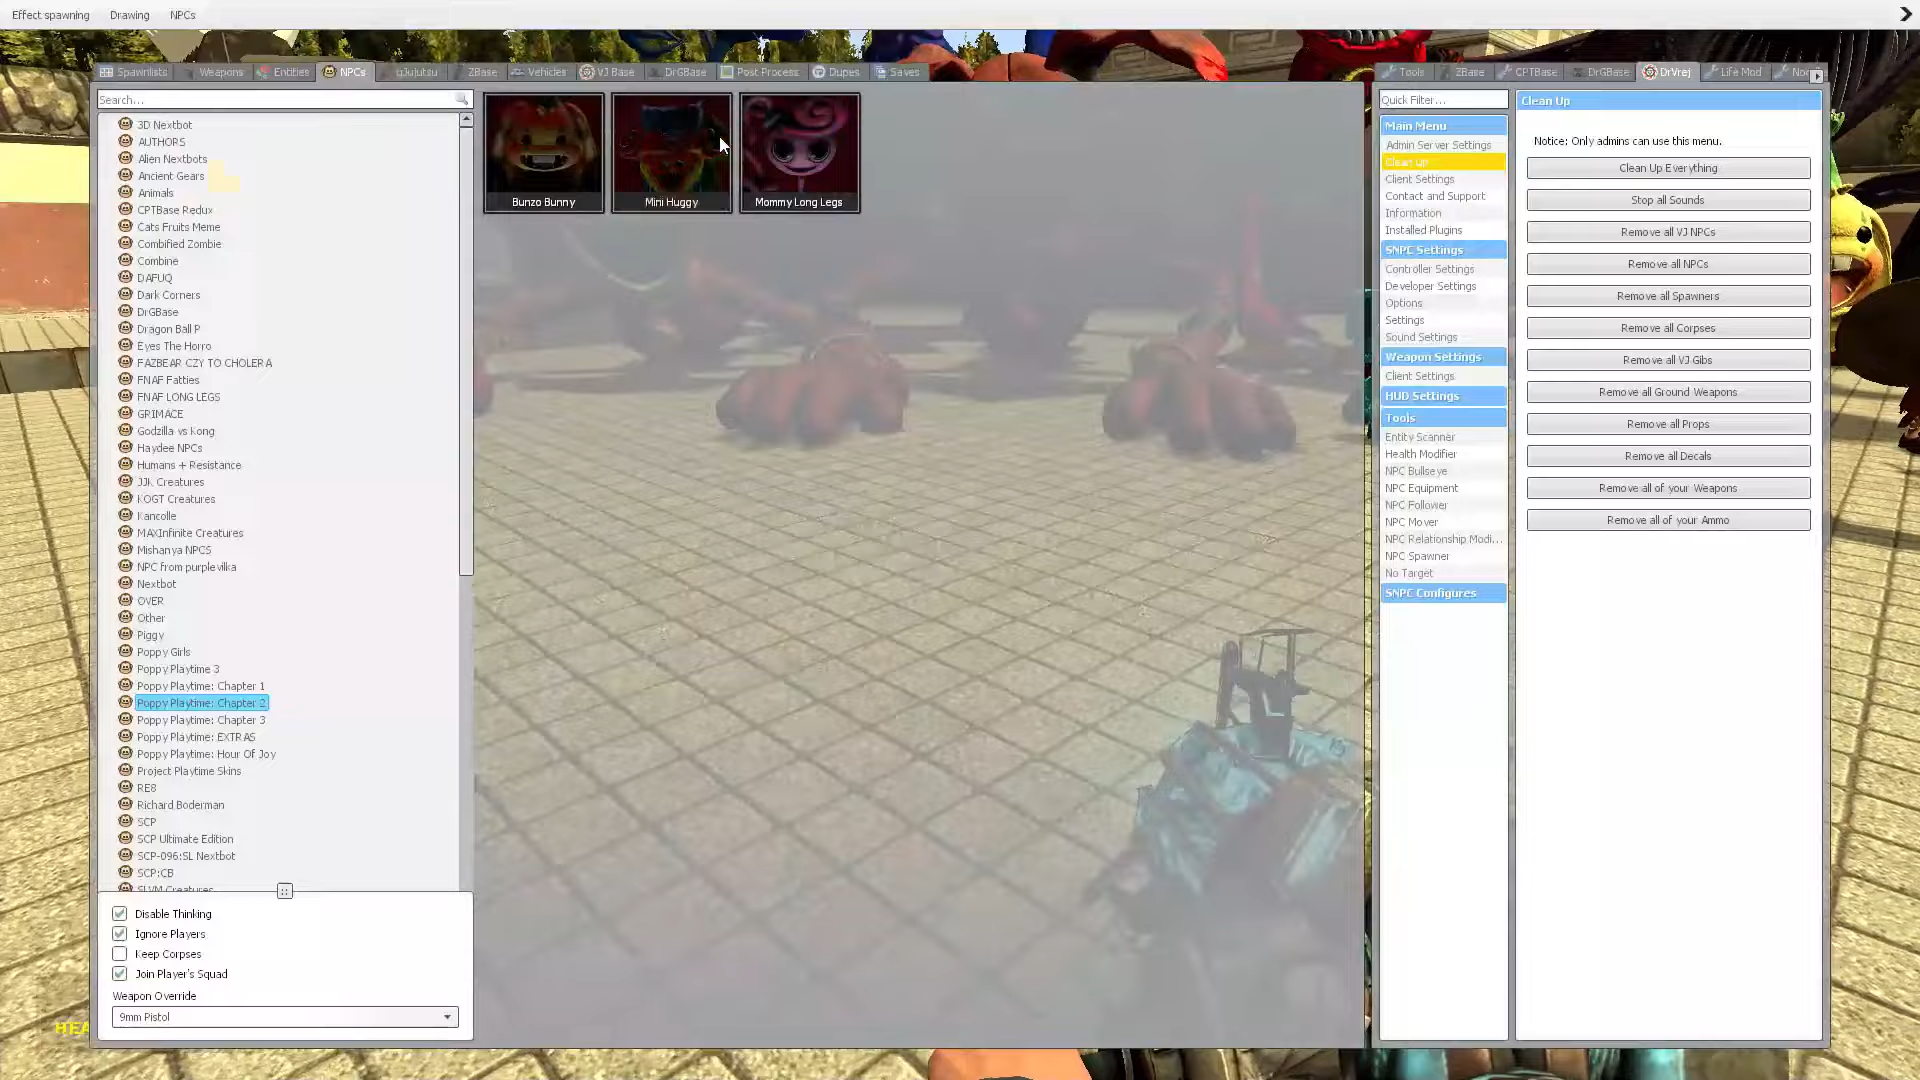 Effect spawning Drawing NPCs
Spawnlists Weapons Entities NPCs qJujutsu ZBase Vehicles VJ Base DrGBase Post Process Dupes Saves
Tools ZBase CPTBase DrGBase DrVrej Life Mod
Search...
3D Nextbot
AUTHORS
Alien Nextbots
Ancient Gears
Animals
CPTBase Redux
Cats Fruits Meme
Combified Zombie
Combine
DAFUQ
Dark Corners
DrGBase
Dragon Ball P
Eyes The Horro
FAZBEAR CZY TO CHOLERA
FNAF Fatties
FNAF LONG LEGS
GRIMACE
Godzilla vs Kong
Haydee NPCs
Humans + Resistance
JJK Creatures
KOGT Creatures
Kancolle
MAXInfinite Creatures
Mishanya NPCS
NPC from purplevilka
Nextbot
OVER
Other
Piggy
Poppy Girls
Poppy Playtime 3
Poppy Playtime: Chapter 1
Poppy Playtime: Chapter 2
Poppy Playtime: Chapter 3
Poppy Playtime: EXTRAS
Poppy Playtime: Hour Of Joy
Project Playtime Skins
RE8
Richard Boderman
SCP
SCP Ultimate Edition
SCP-096:SL Nextbot
SCP:CB
SLVM Creatures
Disable Thinking
Ignore Players
Keep Corpses
Join Player's Squad
Weapon Override
9mm Pistol
HEA
Bunzo Bunny
Mini Huggy
Mommy Long Legs
Quick Filter...
Main Menu
Admin Server Settings
Clean Up
Client Settings
Contact and Support
Information
Installed Plugins
SNPC Settings
Controller Settings
Developer Settings
Options
Settings
Sound Settings
Weapon Settings
Client Settings
HUD Settings
Tools
Entity Scanner
Health Modifier
NPC Bullseye
NPC Equipment
NPC Follower
NPC Mover
NPC Relationship Modi...
NPC Spawner
No Target
SNPC Configures
Clean Up
Notice: Only admins can use this menu.
Clean Up Everything
Stop all Sounds
Remove all VJ NPCs
Remove all NPCs
Remove all Spawners
Remove all Corpses
Remove all VJ Gibs
Remove all Ground Weapons
Remove all Props
Remove all Decals
Remove all of your Weapons
Remove all of your Ammo